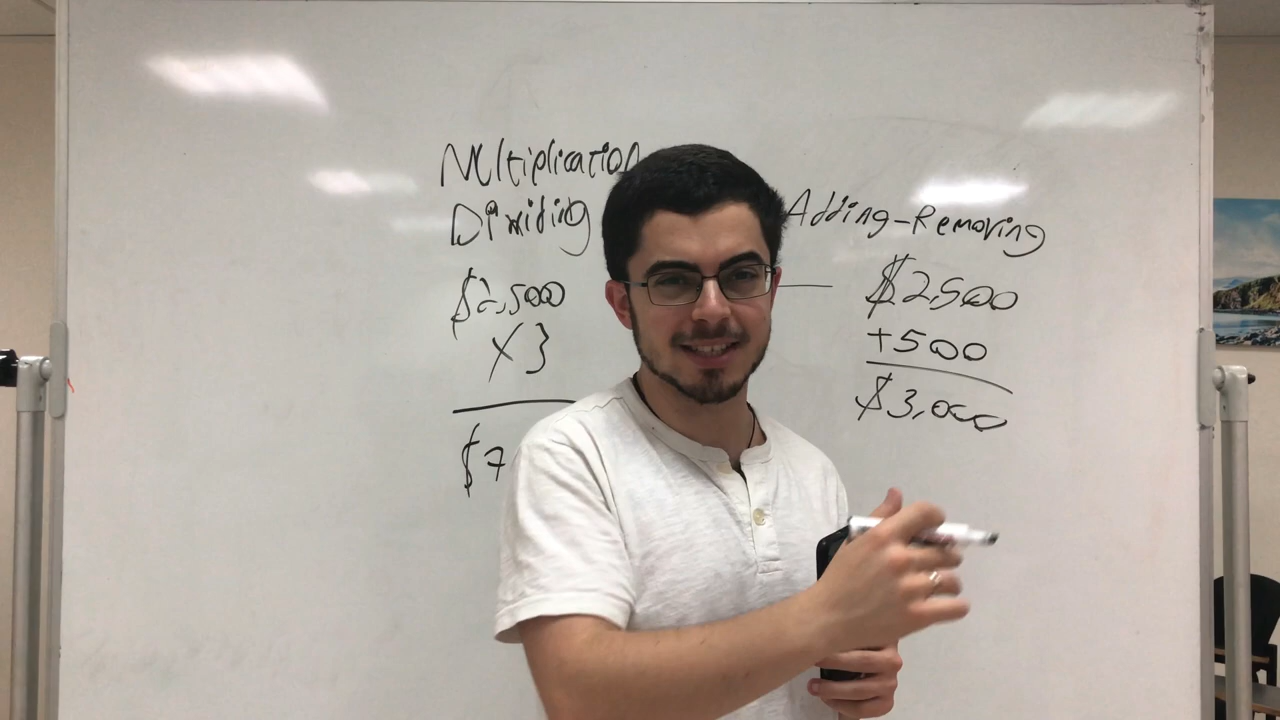 Multiplication
Dividing
$2,500
X 3
$7
Adding-Removing
$2,500
+500
$3,000